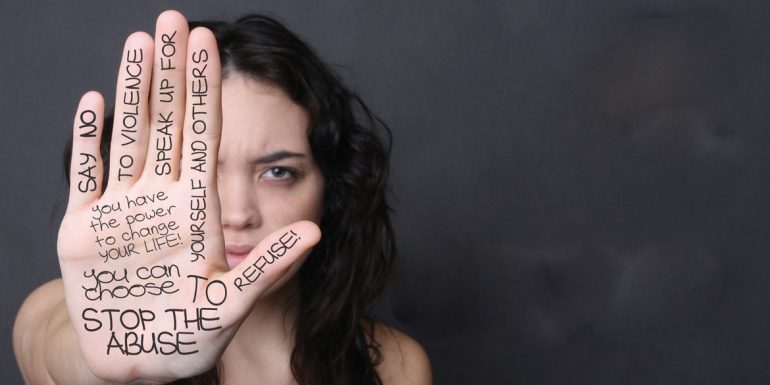 SAY NO
TO VIOLENCE
SPEAK UP FOR
YOURSELF AND OTHERS
you have
the power
to change
YOUR LIFE!
you can
choose
TO
REFUSE!
STOP THE
ABUSE